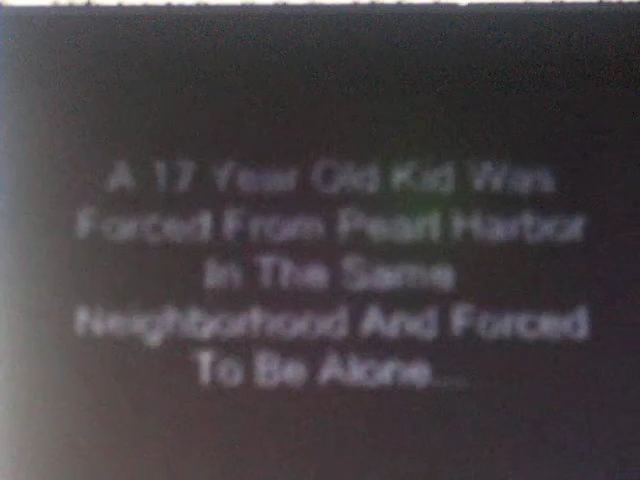 A 17 Year Old Kid Was
Forced From Pearl Harbor
In The Same
Neighborhood And Forced
To Be Alone....